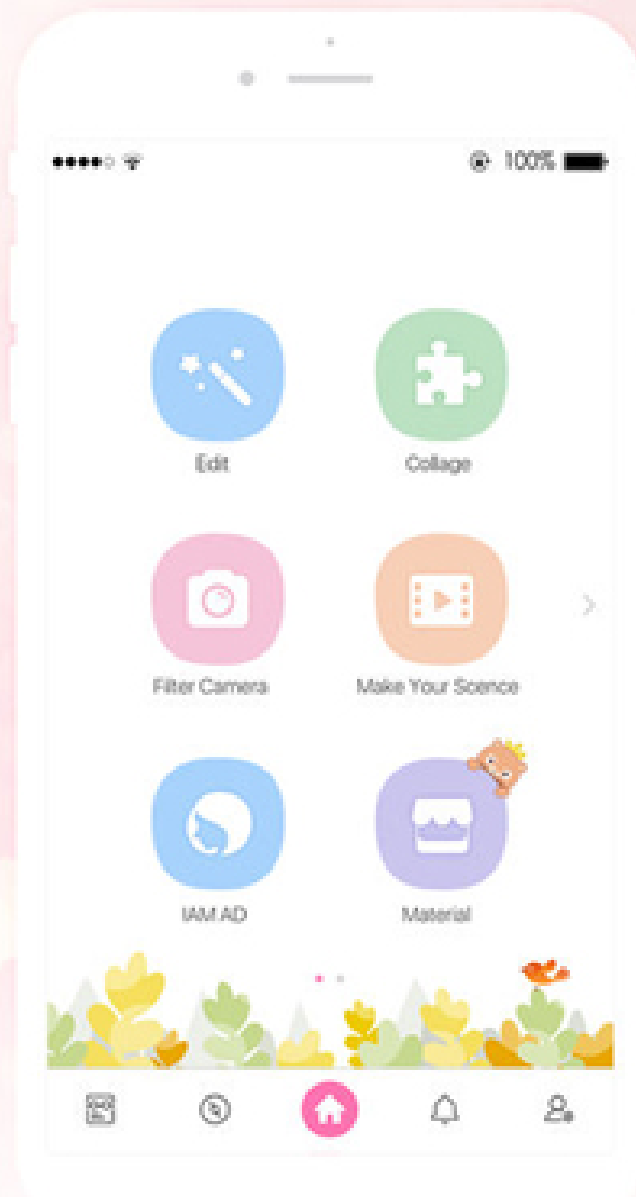 100%
Edit
Collage
Filter Camera
Make Your Scence
IAM AD
Material